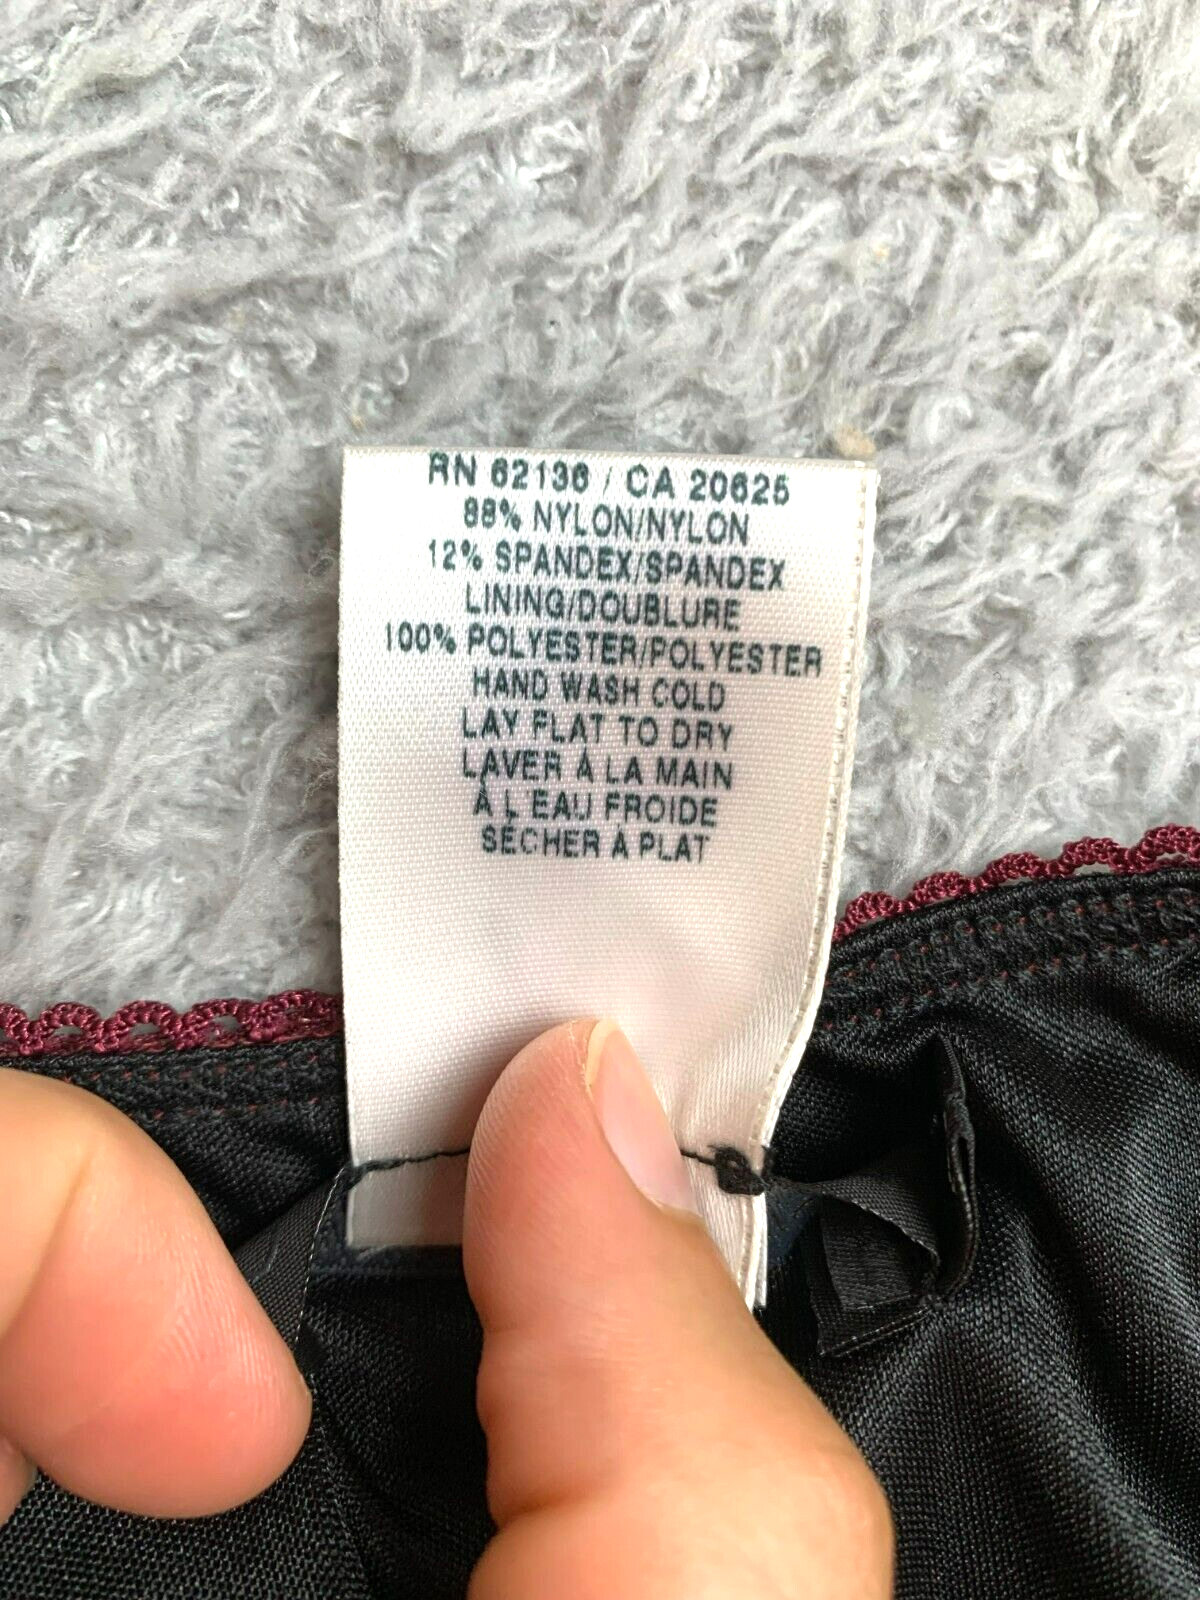 RN 62136 / CA 20625
88% NYLON/NYLON
12% SPANDEX/SPANDEX
LINING/DOUBLURE
100% POLYESTER/POLYESTER
HAND WASH COLD
LAY FLAT TO DRY
LAVER À LA MAIN
À L EAU FROIDE
SÉCHER À PLAT